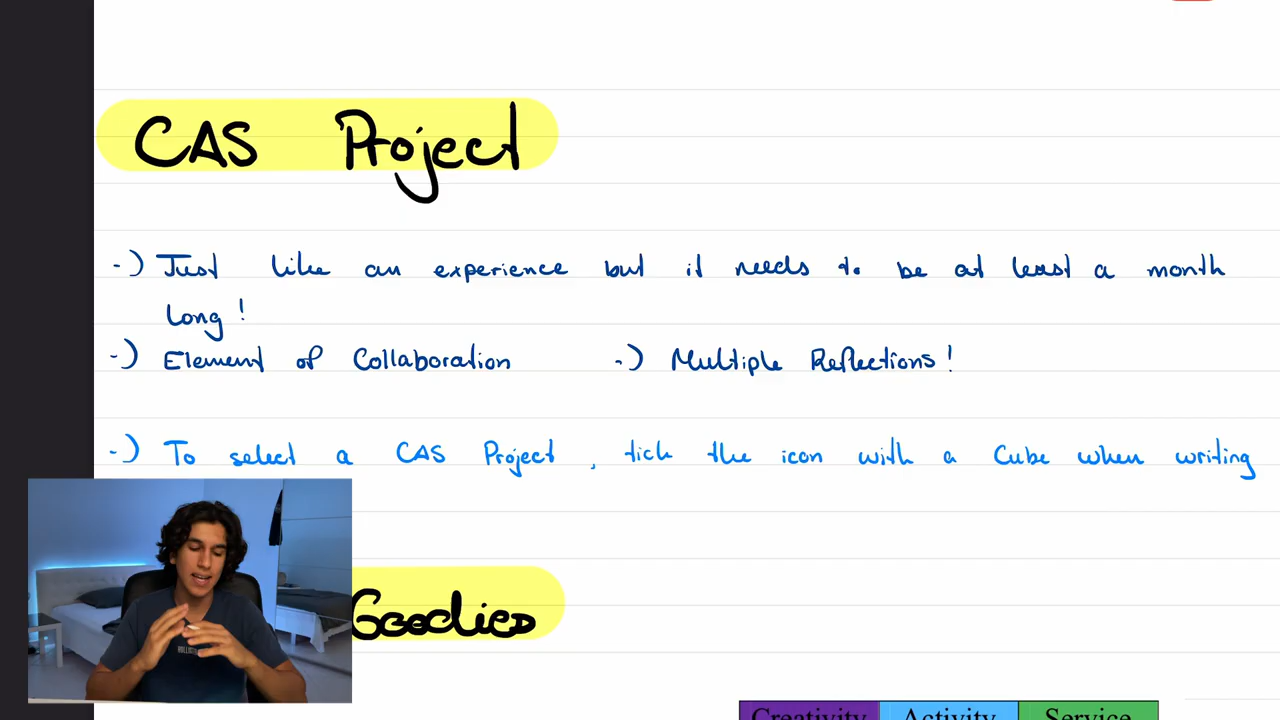 CAS Project
-) Just like an experience but it needs to be at least a month
long!
-) Element of Collaboration -) Multiple Reflections!
-) To select a CAS Project, tick the icon with a Cube when writing
Goodies
HOLLISTER
Creativity Activity Service